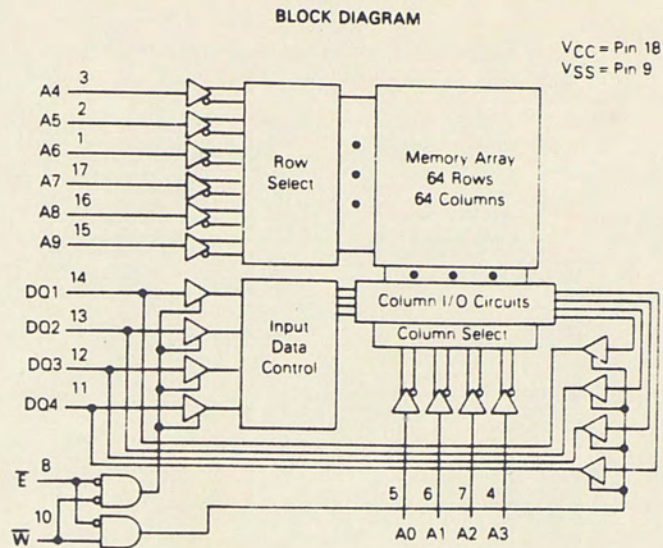 BLOCK DIAGRAM
VCC = Pin 18
VSS = Pin 9
A4 3
A5 2
A6 1
A7 17
A8 16
A9 15
Row
Select
Memory Array
64 Rows
64 Columns
DQ1 14
DQ2 13
DQ3 12
DQ4 11
Input
Data
Control
Column I/O Circuits
Column Select
E 8
W 10
5 6 7 4
A0 A1 A2 A3